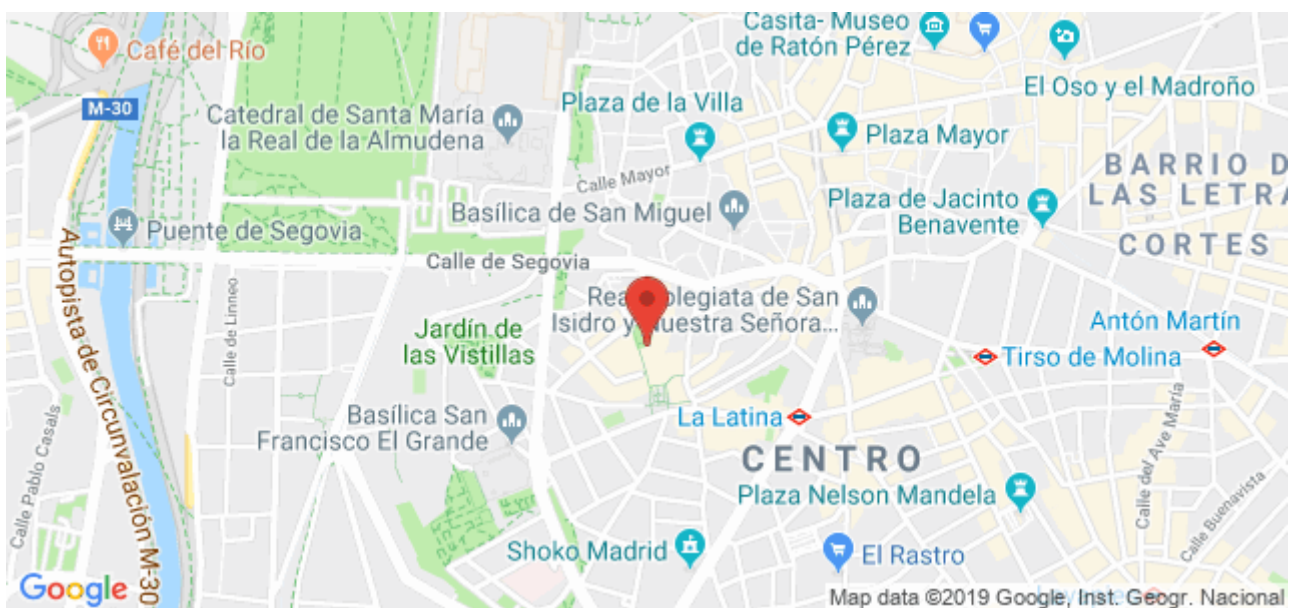 Casita- Museo
de Ratón Pérez
Café del Río
El Oso y el Madroño
M-30
Catedral de Santa María
la Real de la Almudena
Plaza de la Villa
Plaza Mayor
BARRIO D
LAS LETRA
Calle Mayor
Plaza de Jacinto
Benavente
Basílica de San Miguel
Puente de Segovia
CORTES
Calle de Segovia
Autopista de Circunvalación M-30
Calle de Linneo
Isidro y Nuestra Señora...
Jardín de
las Vistillas
Antón Martín
Tirso de Molina
Basílica San
Francisco El Grande
La Latina
CENTRO
Calle Pablo Casals
Calle del Ave María
Plaza Nelson Mandela
Calle Buenavista
Shoko Madrid
El Rastro
Google
Map data ©2019 Google, Inst. Geogr. Nacional